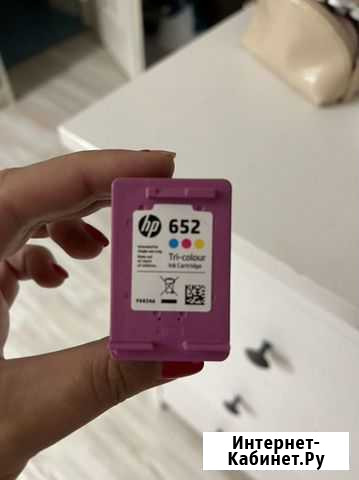 hp 652
Tri-colour
Ink Cartridge
Интернет-
Кабинет.Ру